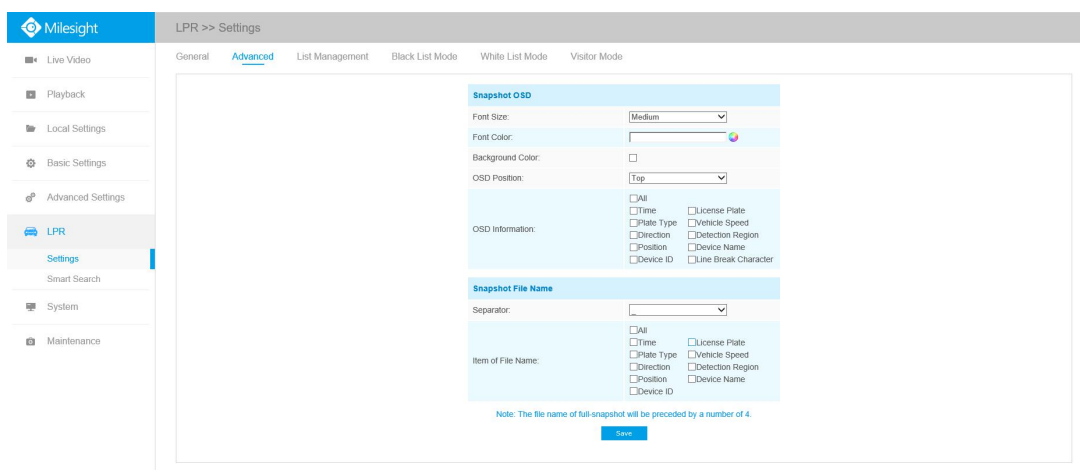 Milesight
LPR >> Settings
Live Video
Playback
Local Settings
Basic Settings
Advanced Settings
LPR
Settings
Smart Search
System
Maintenance
General Advanced List Management Black List Mode White List Mode Visitor Mode
Snapshot OSD
Font Size: Medium
Font Color:
Background Color:
OSD Position: Top
OSD Information:
All
Time License Plate
Plate Type Vehicle Speed
Direction Detection Region
Position Device Name
Device ID Line Break Character
Snapshot File Name
Separator: _
Item of File Name:
All
Time License Plate
Plate Type Vehicle Speed
Direction Detection Region
Position Device Name
Device ID
Note: The file name of full-snapshot will be preceded by a number of 4.
Save